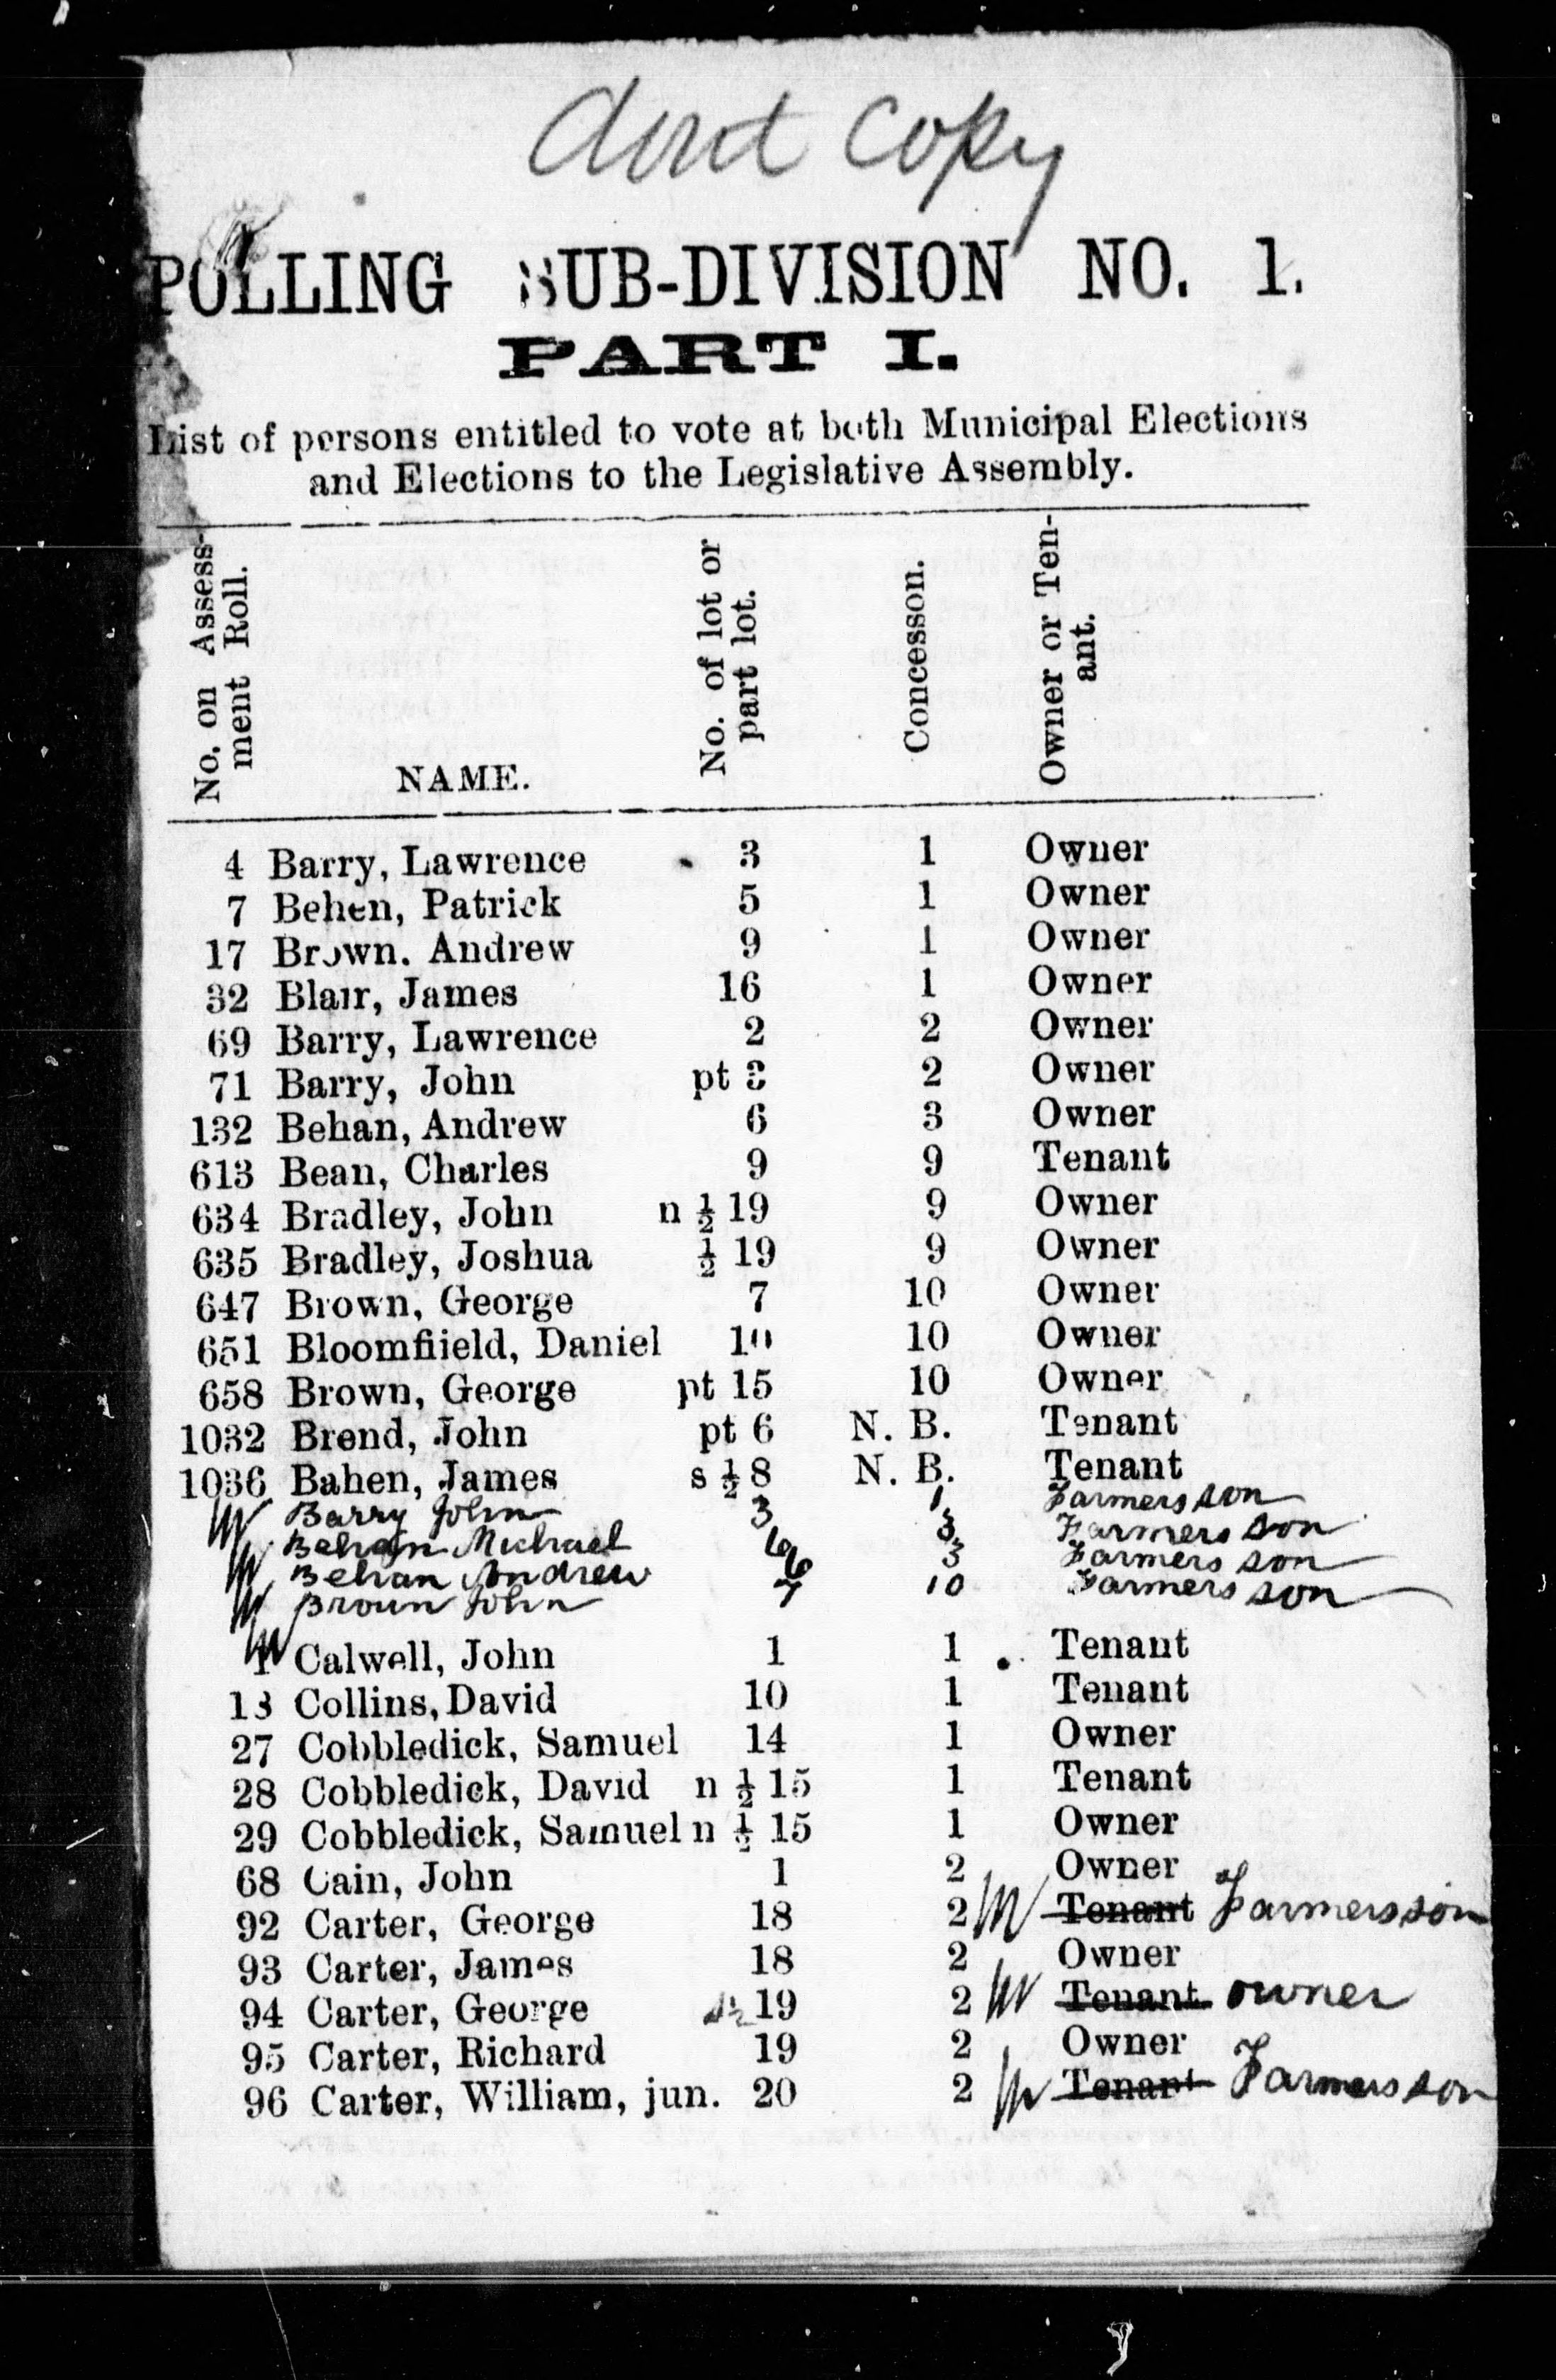 dont copy
POLLING SUB-DIVISION NO. 1.
PART I.
List of persons entitled to vote at both Municipal Elections
and Elections to the Legislative Assembly.
No. on Assess-
ment Roll.
NAME.
No. of lot or
part lot.
Concesson.
Owner or Ten-
ant.
4 Barry, Lawrence 3 1 Owner
7 Behen, Patrick 5 1 Owner
17 Brown. Andrew 9 1 Owner
32 Blair, James 16 1 Owner
69 Barry, Lawrence 2 2 Owner
71 Barry, John pt 3 2 Owner
132 Behan, Andrew 6 3 Owner
613 Bean, Charles 9 9 Tenant
634 Bradley, John n ½ 19 9 Owner
635 Bradley, Joshua ½ 19 9 Owner
647 Brown, George 7 10 Owner
651 Bloomfiield, Daniel 10 10 Owner
658 Brown, George pt 15 10 Owner
1032 Brend, John pt 6 N. B. Tenant
1036 Bahen, James s ½ 8 N. B. Tenant
Barry John 3 1 Farmers son
Behan Michael 6 3 Farmers son
Behan Andrew 6 3 Farmers son
Broun John 7 10 Farmers son
1 Calwell, John 1 1 Tenant
13 Collins, David 10 1 Tenant
27 Cobbledick, Samuel 14 1 Owner
28 Cobbledick, David n ½ 15 1 Tenant
29 Cobbledick, Samuel n ½ 15 1 Owner
68 Cain, John 1 2 Owner
92 Carter, George 18 2 Tenant Farmers son
93 Carter, James 18 2 Owner
94 Carter, George 19 2 Tenant owner
95 Carter, Richard 19 2 Owner
96 Carter, William, jun. 20 2 Tenant Farmers son